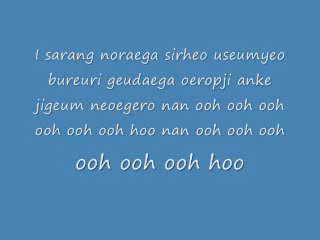 I sarang noraega sirheo useumyeo
bureuri geudaega oeropji anke
jigeum neoegero nan ooh ooh ooh
ooh ooh ooh hoo nan ooh ooh ooh
ooh ooh ooh hoo